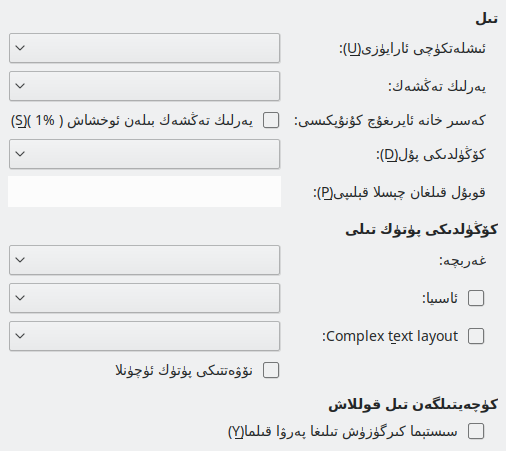 تىل
ئىشلەتكۈچى ئارايۈزى(U):
يەرلىك تەڭشەك:
كەسىر خانە ئايرىغۇچ كۇنۇپكىسى: يەرلىك تەڭشەك بىلەن ئوخشاش ( %1 )(S)
كۆڭۈلدىكى پۇل(D):
قوبۇل قىلغان چېسلا قېلىپى(P):
كۆڭۈلدىكى پۈتۈك تىلى
غەربچە:
ئاسىيا:
Complex text layout:
نۆۋەتتىكى پۈتۈك ئۈچۈنلا
كۈچەيتىلگەن تىل قوللاش
سىستېما كىرگۈزۈش تىلىغا پەرۋا قىلما(Y)